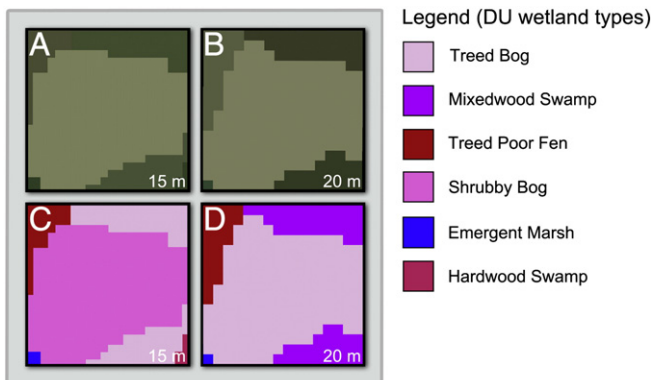 Legend (DU wetland types)
A
B
15 m
20 m
C
D
15 m
20 m
Treed Bog
Mixedwood Swamp
Treed Poor Fen
Shrubby Bog
Emergent Marsh
Hardwood Swamp